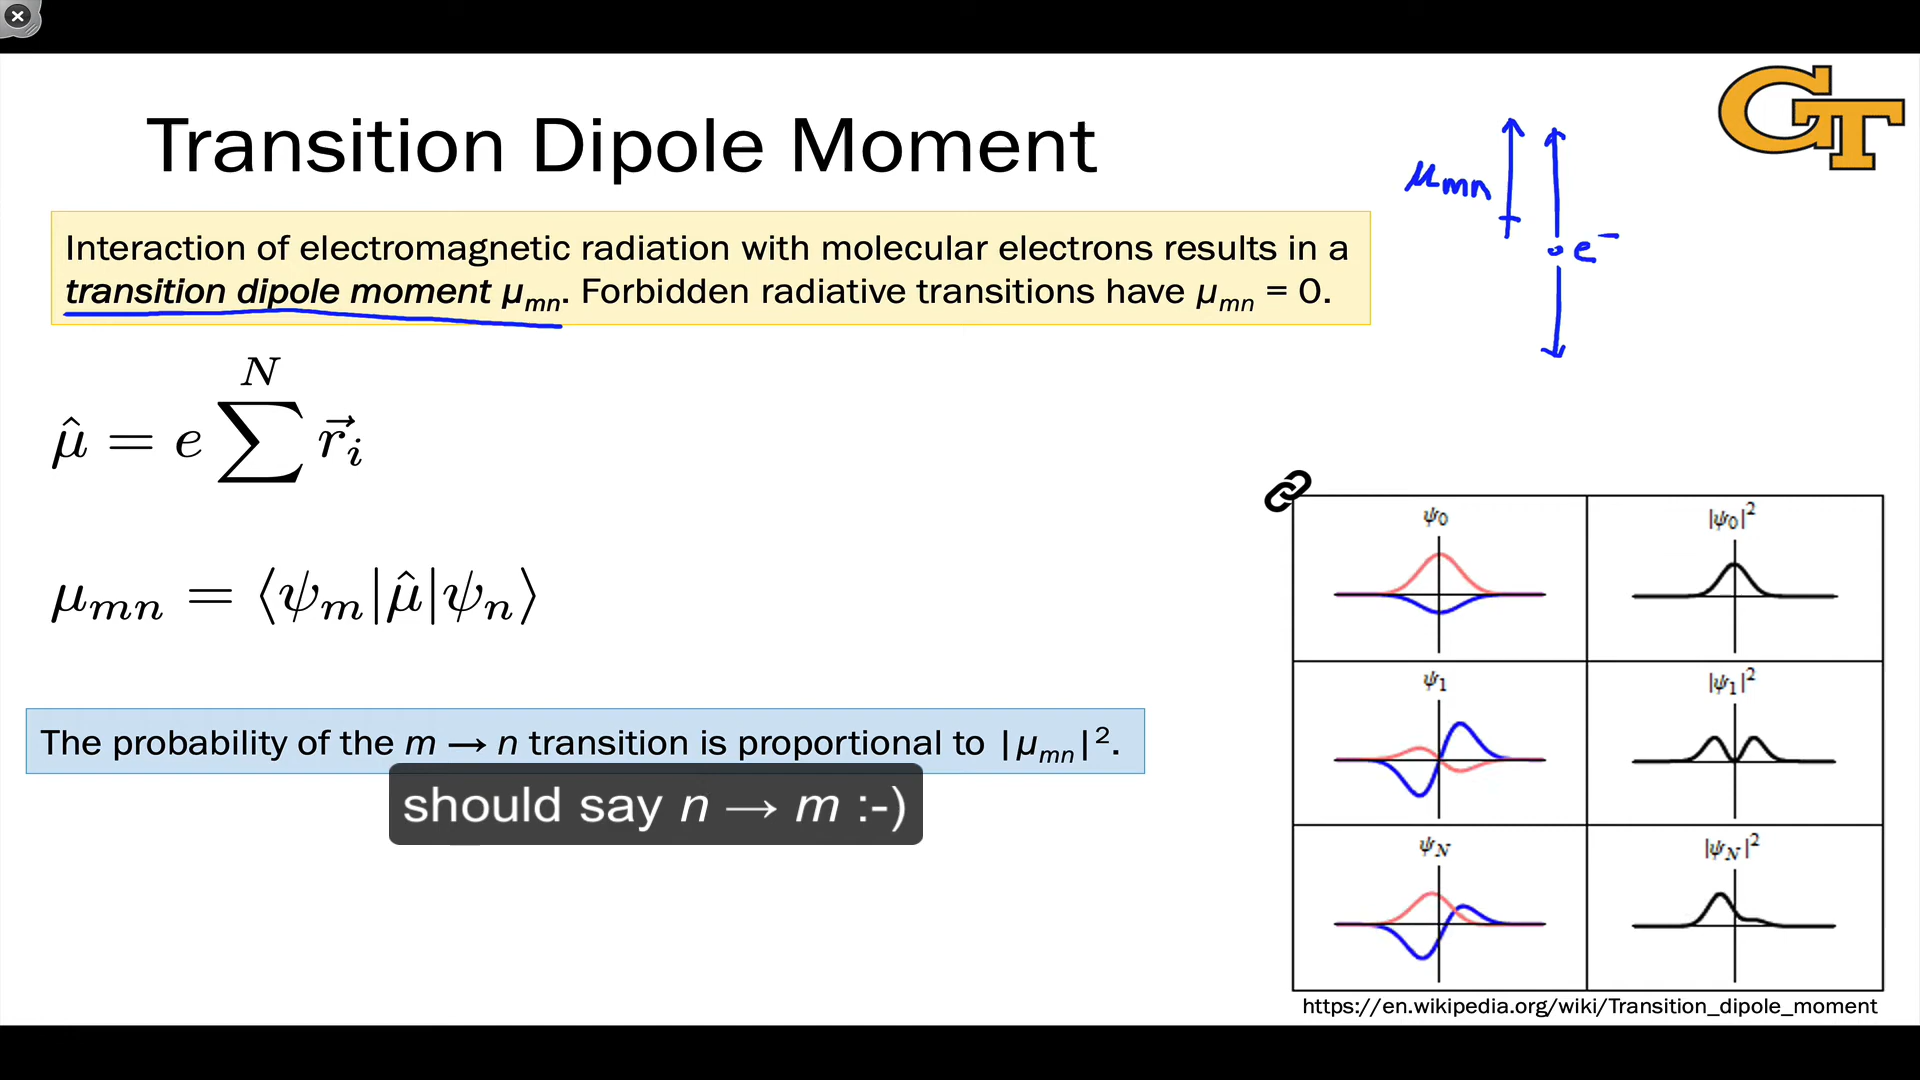 GT
Transition Dipole Moment
μmn
e⁻
Interaction of electromagnetic radiation with molecular electrons results in a
transition dipole moment μmn. Forbidden radiative transitions have μmn = 0.
μ̂ = e ∑ᴺ r⃗ᵢ
μmn = ⟨ψm|μ̂|ψn⟩
The probability of the m → n transition is proportional to |μmn|².
should say n → m :-)
ψ₀ |ψ₀|²
ψ₁ |ψ₁|²
ψN |ψN|²
https://en.wikipedia.org/wiki/Transition_dipole_moment